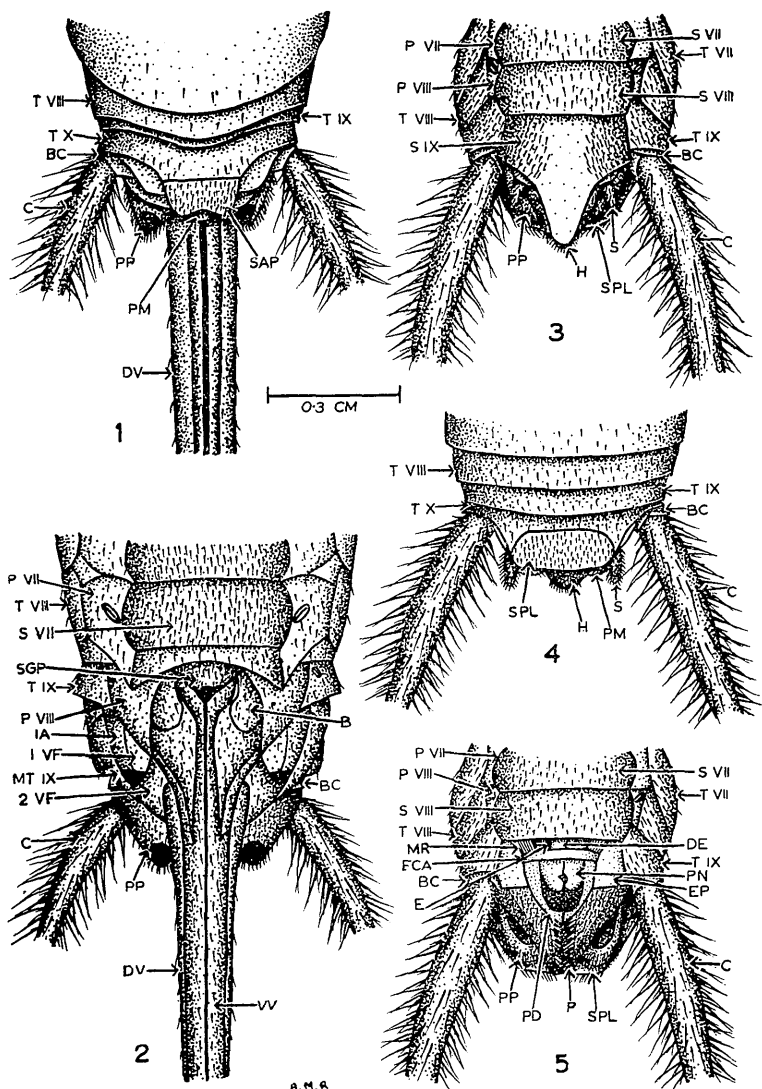 T VIII
T X
BC
C
PP
PM
SAP
T IX
DV
0·3 CM
1
P VII
P VIII
T VIII
S IX
PP
H
SPL
S
C
BC
T IX
S VIII
T VII
S VII
3
P VII
T VIII
S VII
SGP
T IX
P VIII
IA
1 VF
MT IX
2 VF
C
PP
DV
VV
BC
B
2
T VIII
T X
T IX
BC
C
SPL
H
PM
S
4
P VII
P VIII
S VIII
T VIII
MR
FCA
BC
E
PP
PD
P
SPL
C
EP
PN
T IX
DE
T VII
S VII
5
A.M.R